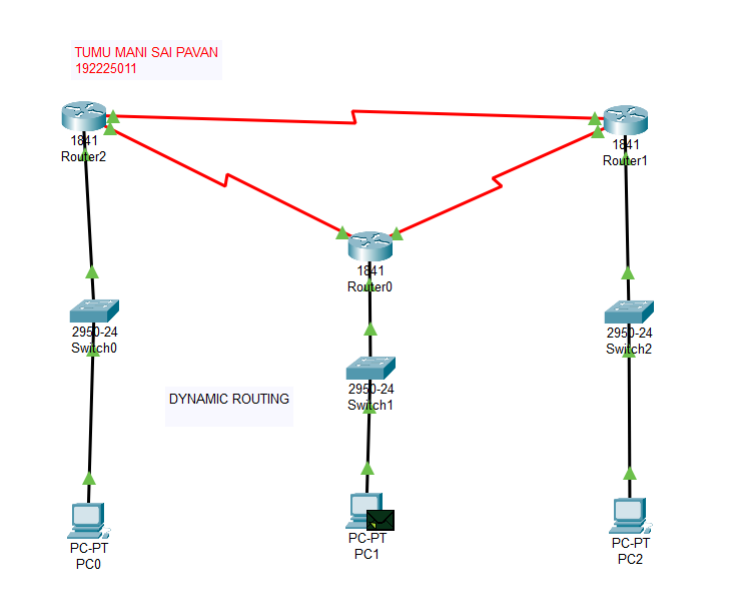 TUMU MANI SAI PAVAN
192225011
1841
Router2
1841
Router1
1841
Router0
2950-24
Switch0
2950-24
Switch2
2950-24
Switch1
DYNAMIC ROUTING
PC-PT
PC0
PC-PT
PC1
PC-PT
PC2